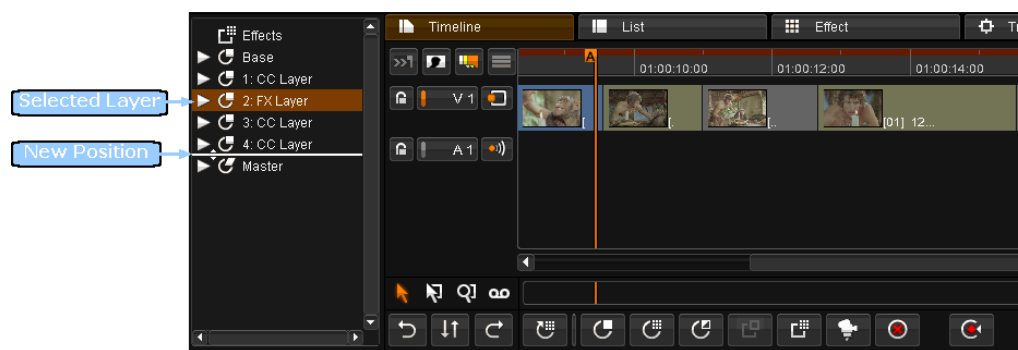 Effects
Base
1: CC Layer
Selected Layer
2: FX Layer
3: CC Layer
4: CC Layer
New Position
Master
Timeline
List
Effect
A
01:00:10:00
01:00:12:00
01:00:14:00
V 1
[
[.
[..
[01] 12...
A 1